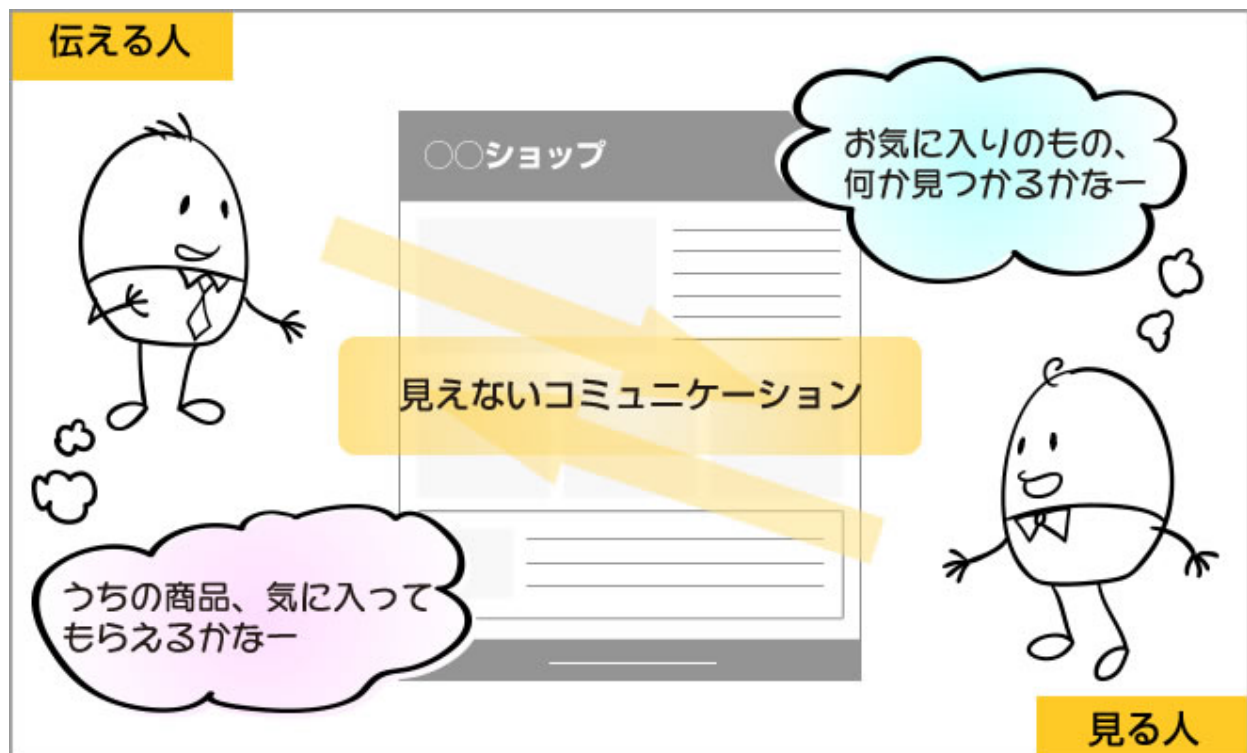 伝える人
○○ショップ
お気に入りのもの、
何か見つかるかなー
見えないコミュニケーション
うちの商品、気に入って
もらえるかなー
見る人